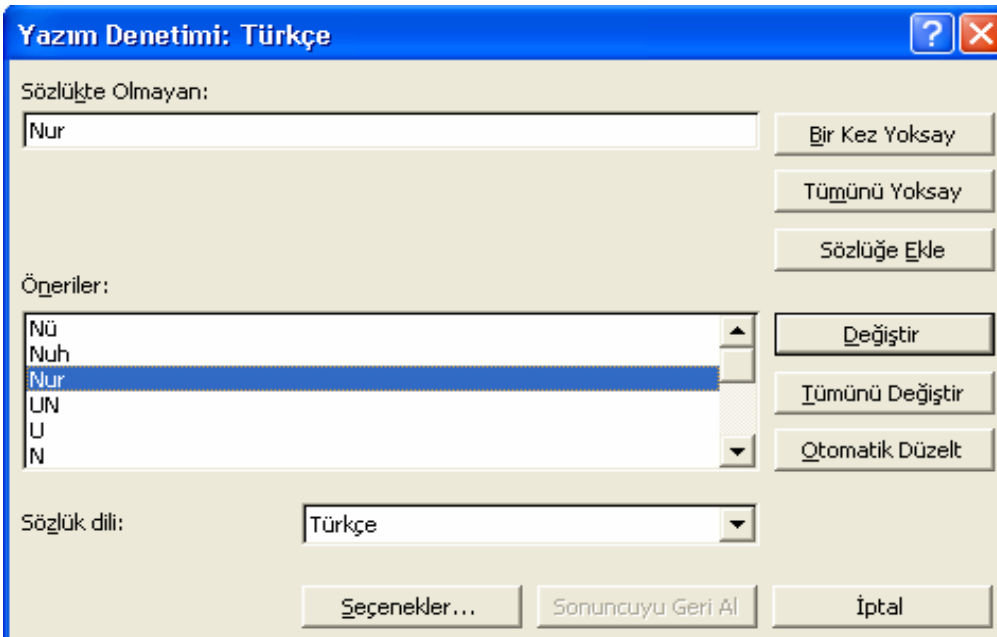 Yazım Denetimi: Türkçe
Sözlükte Olmayan:
Nur
Bir Kez Yoksay
Tümünü Yoksay
Sözlüğe Ekle
Öneriler:
Nü
Nuh
Nur
UN
U
N
Değiştir
Tümünü Değiştir
Otomatik Düzelt
Sözlük dili:
Türkçe
Seçenekler...
Sonuncuyu Geri Al
İptal